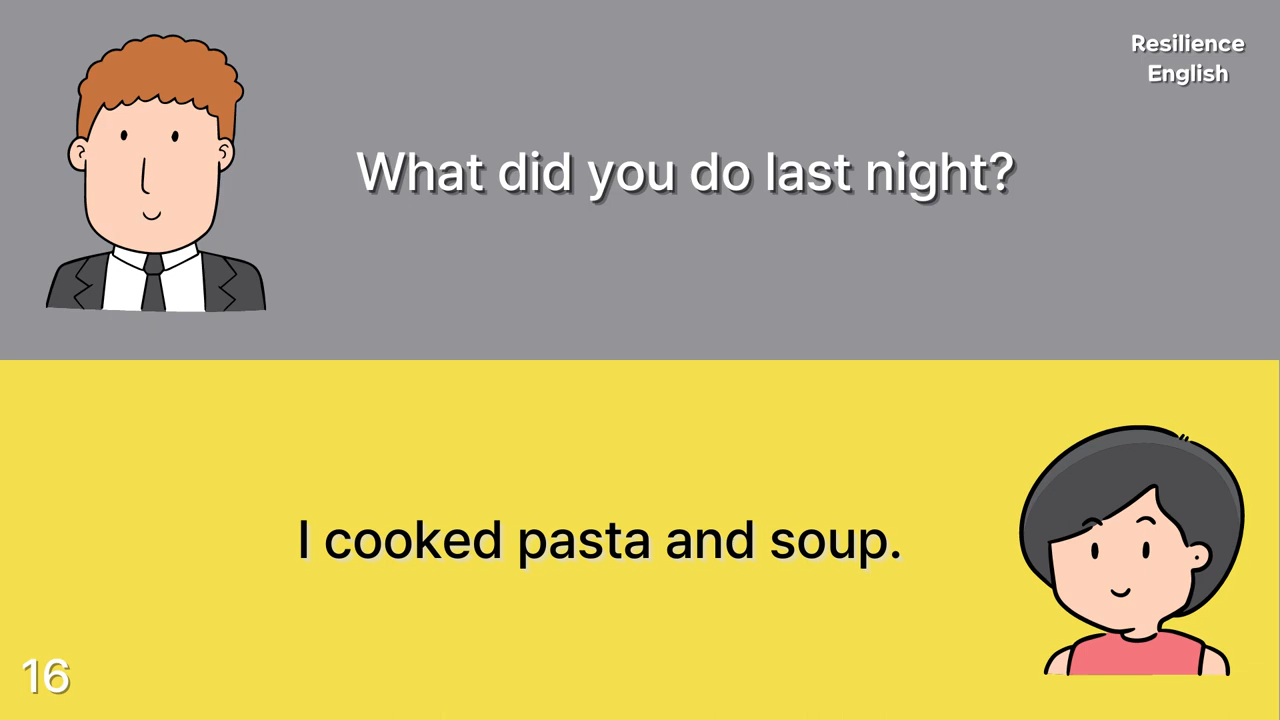 Resilience
English
What did you do last night?
I cooked pasta and soup.
16